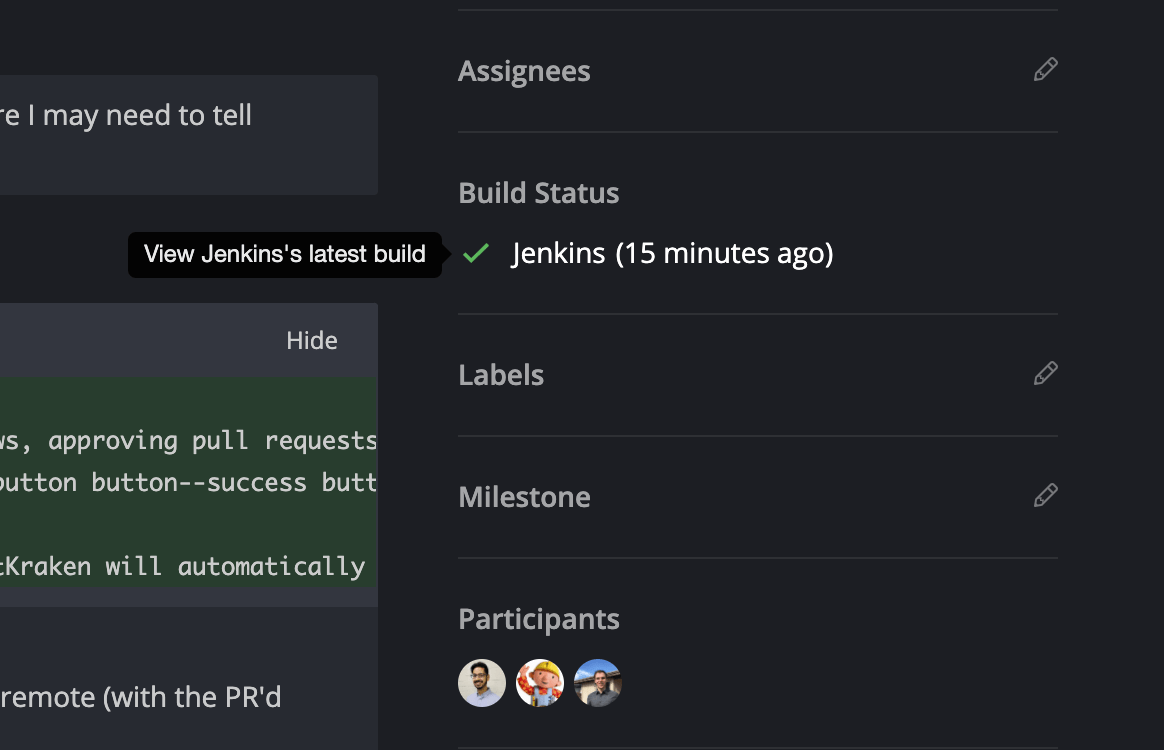 Assignees
re I may need to tell
Build Status
View Jenkins's latest build
Jenkins (15 minutes ago)
Hide
Labels
ws, approving pull requests
button button--success butt
Milestone
tKraken will automatically
Participants
remote (with the PR'd